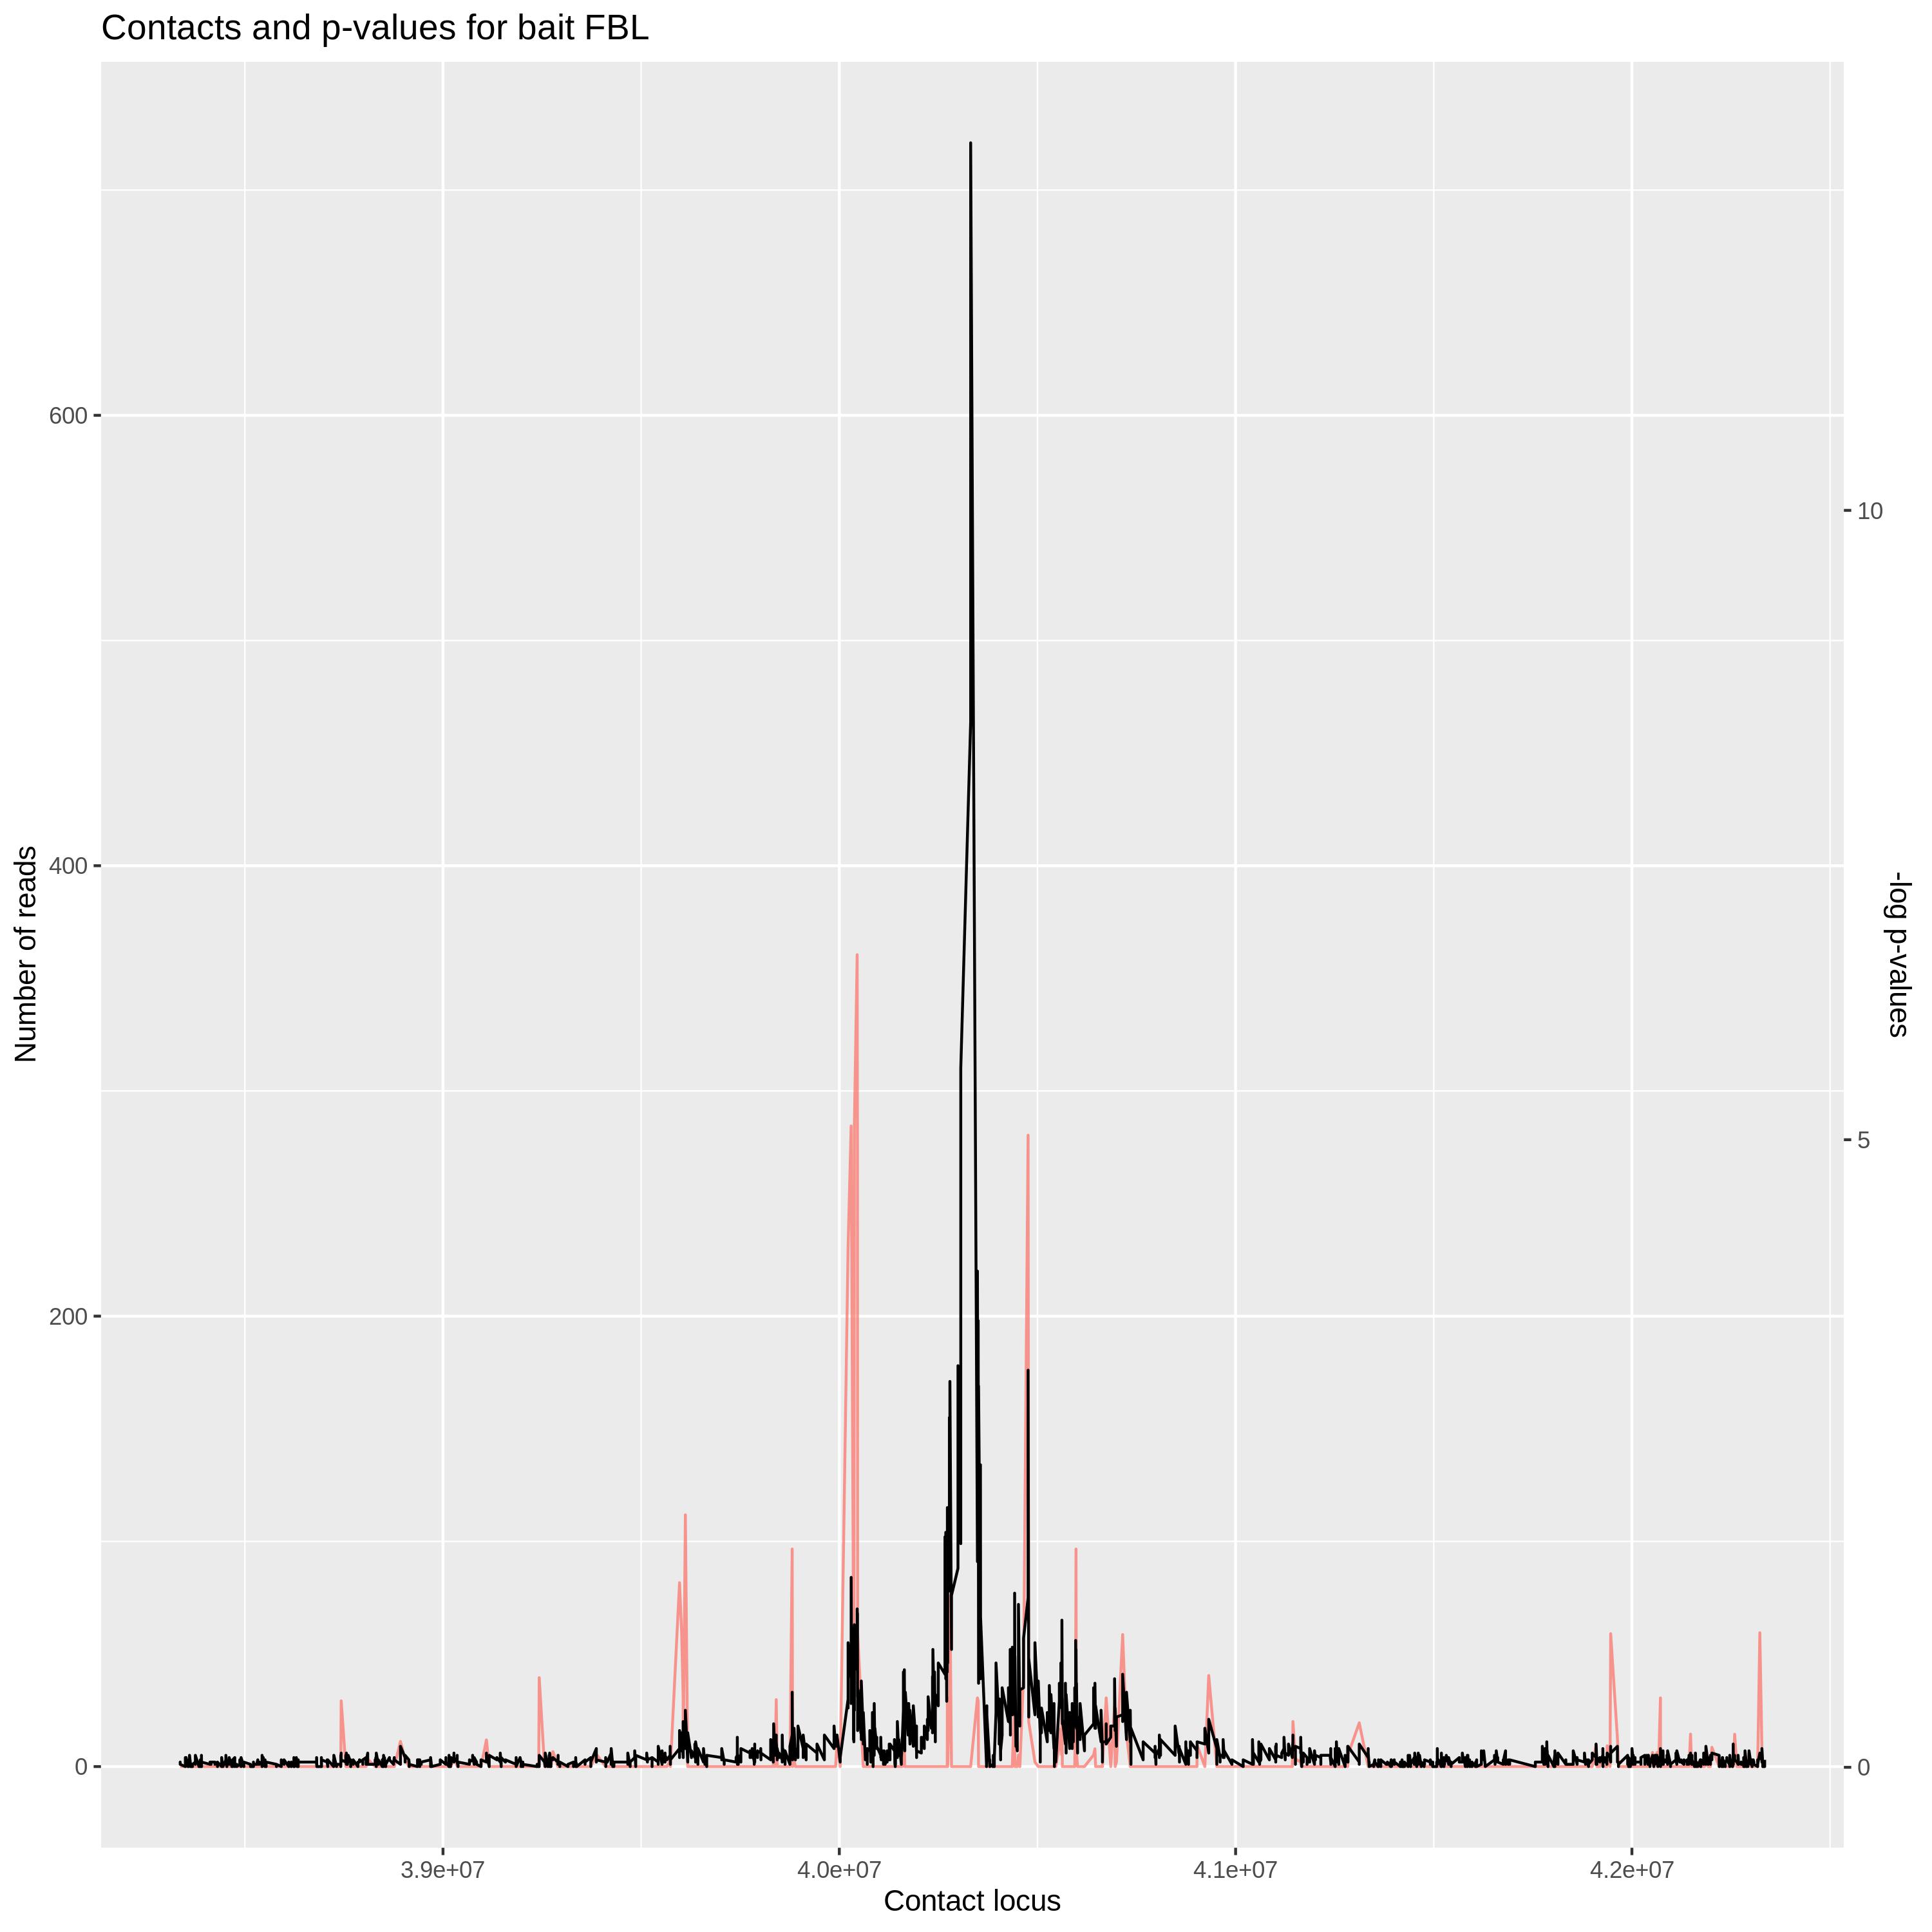 Contacts and p-values for bait FBL
Number of reads
600
400
200
0
10
5
0
-log p-values
3.9e+07 4.0e+07 4.1e+07 4.2e+07
Contact locus